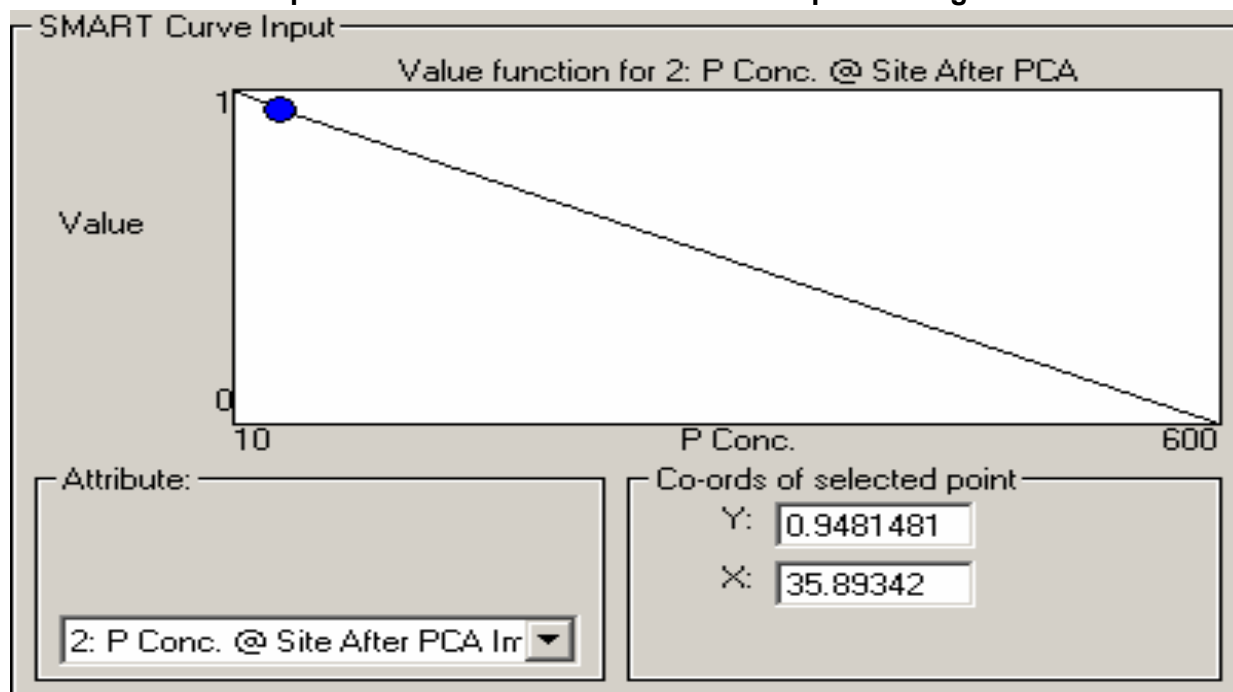 SMART Curve Input
Value function for 2: P Conc. @ Site After PCA
1
Value
0
10 P Conc. 600
Attribute:
2: P Conc. @ Site After PCA Im
Co-ords of selected point
Y: 0.9481481
X: 35.89342